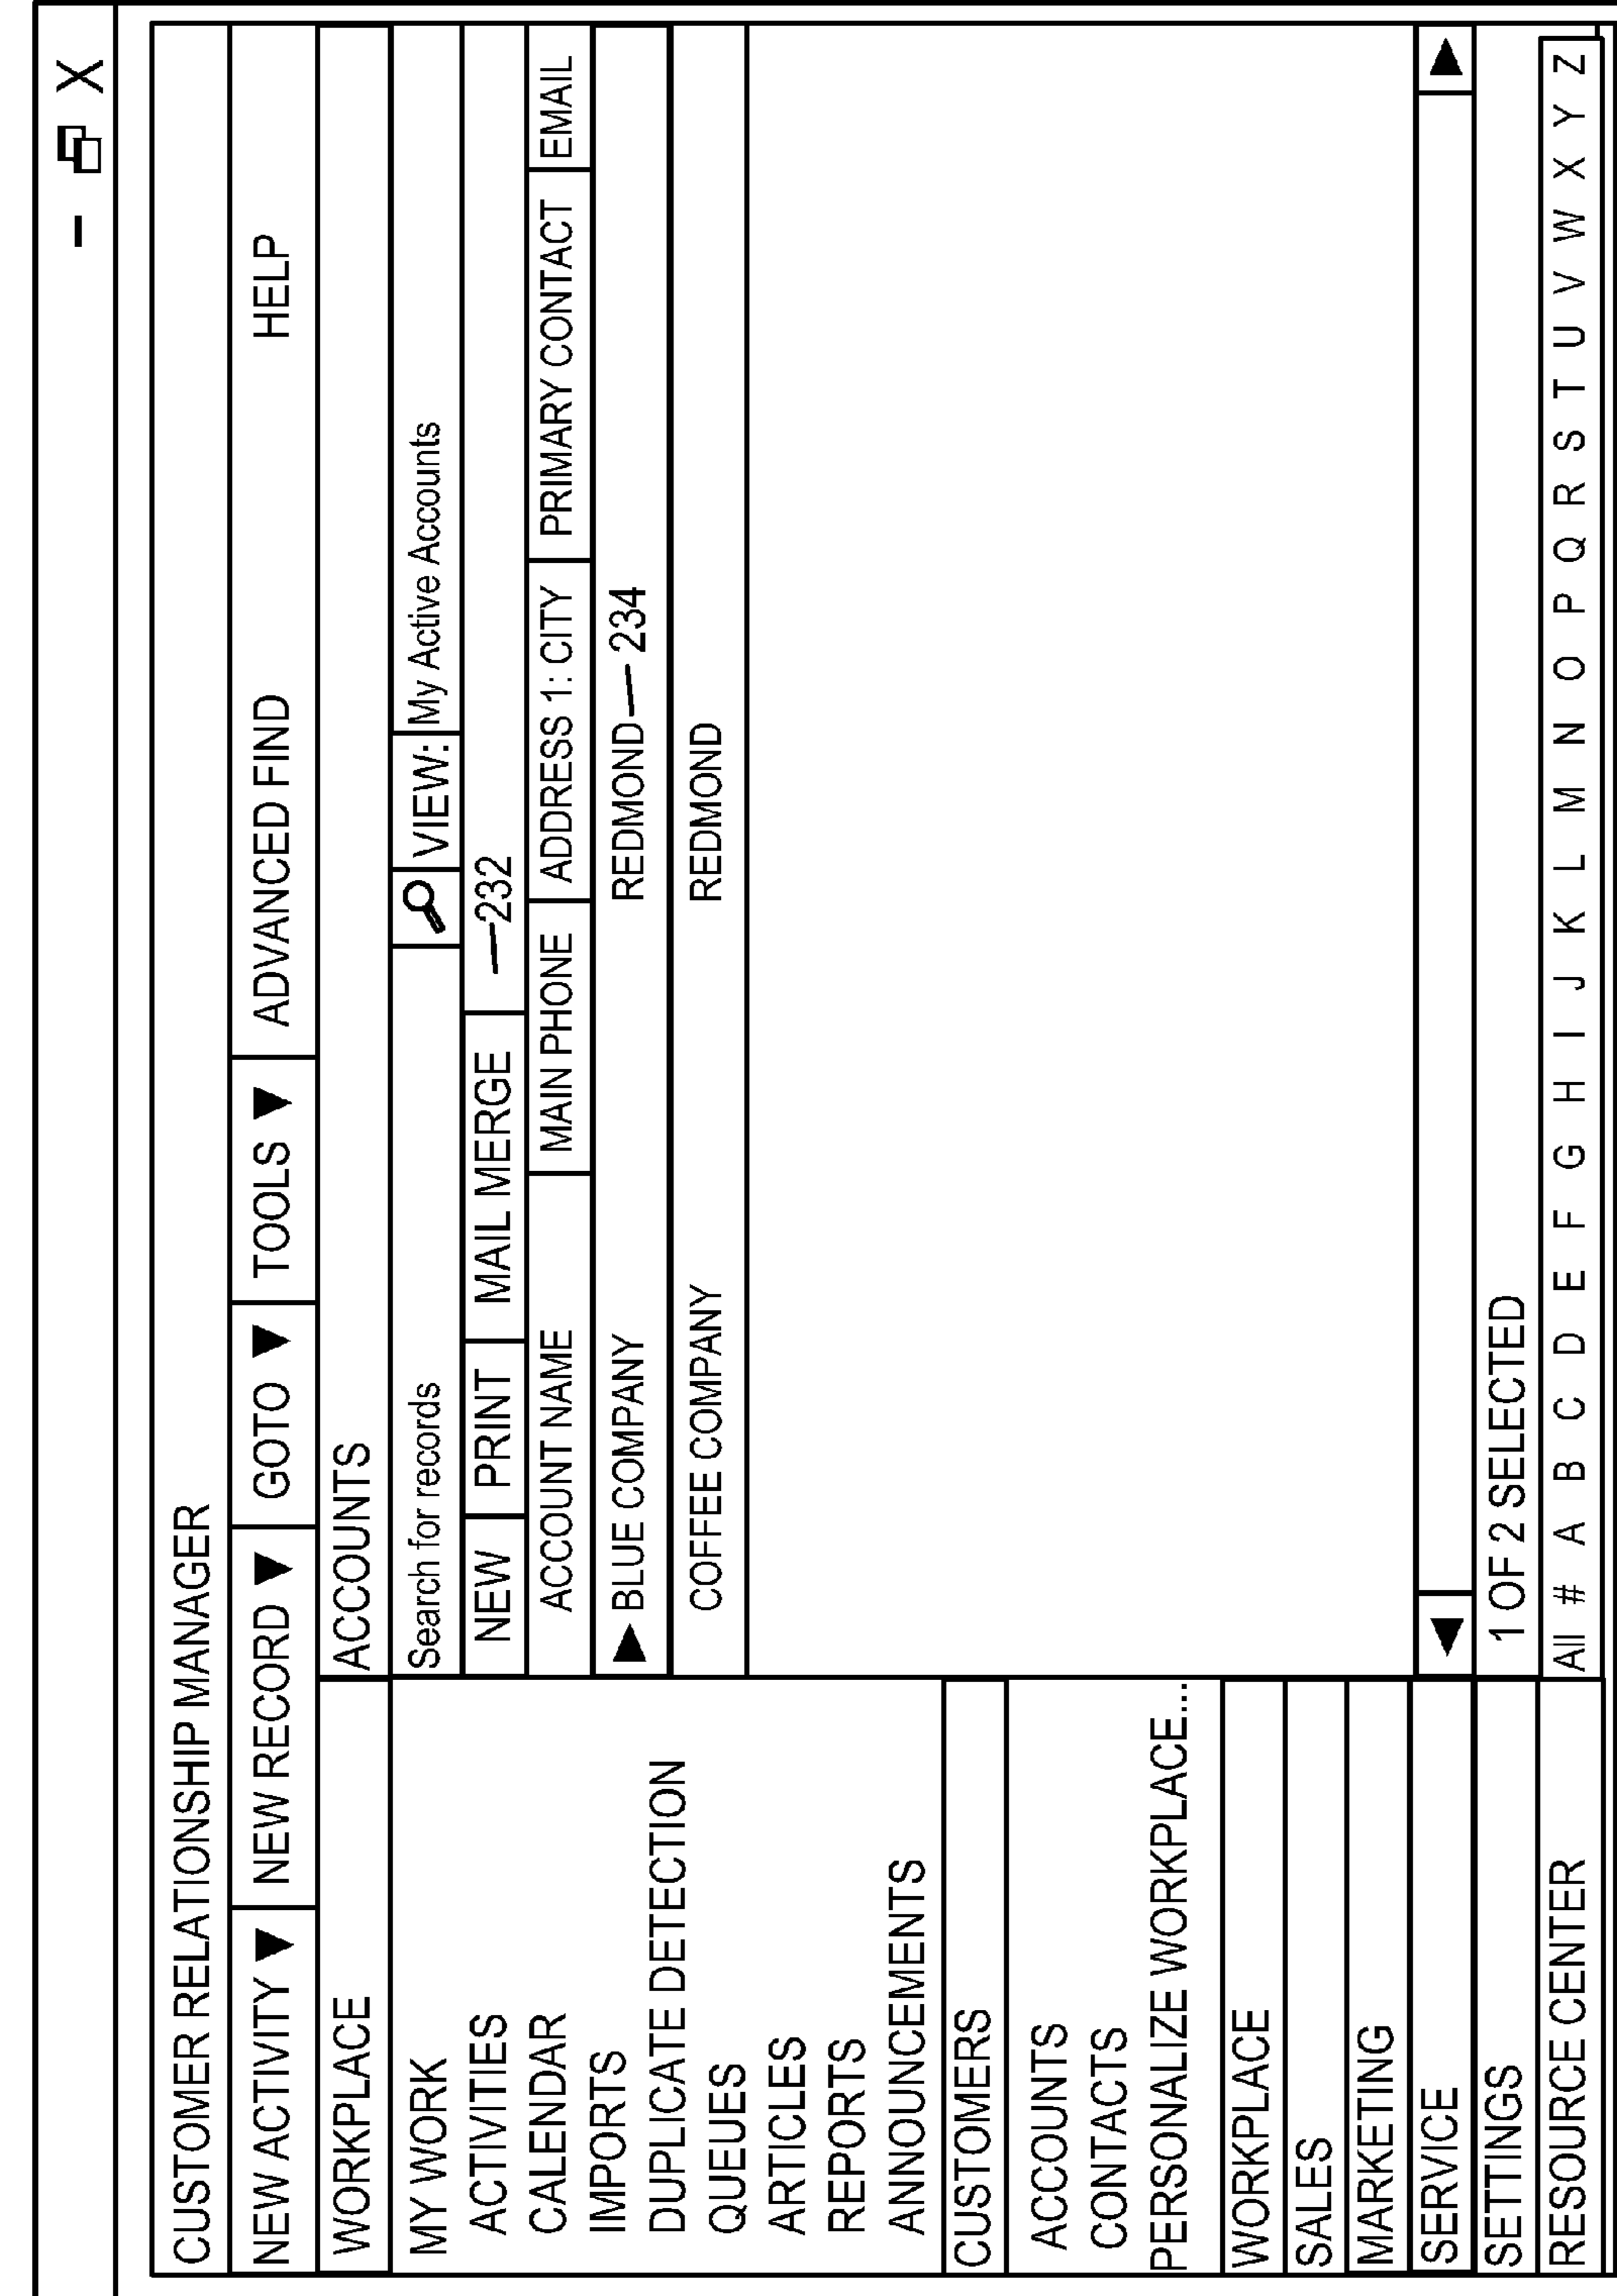 – X
CUSTOMER RELATIONSHIP MANAGER
NEW ACTIVITY ▼ NEW RECORD ▼ GOTO ▼ TOOLS ▼ ADVANCED FIND HELP
WORKPLACE
MY WORK
ACTIVITIES
CALENDAR
IMPORTS
DUPLICATE DETECTION
QUEUES
ARTICLES
REPORTS
ANNOUNCEMENTS
CUSTOMERS
ACCOUNTS
CONTACTS
PERSONALIZE WORKPLACE...
WORKPLACE
SALES
MARKETING
SERVICE
SETTINGS
RESOURCE CENTER
ACCOUNTS
Search for records VIEW: My Active Accounts
NEW PRINT MAIL MERGE 232
ACCOUNT NAME MAIN PHONE ADDRESS 1: CITY PRIMARY CONTACT EMAIL
BLUE COMPANY REDMOND 234
COFFEE COMPANY REDMOND
1 OF 2 SELECTED
All # A B C D E F G H I J K L M N O P Q R S T U V W X Y Z